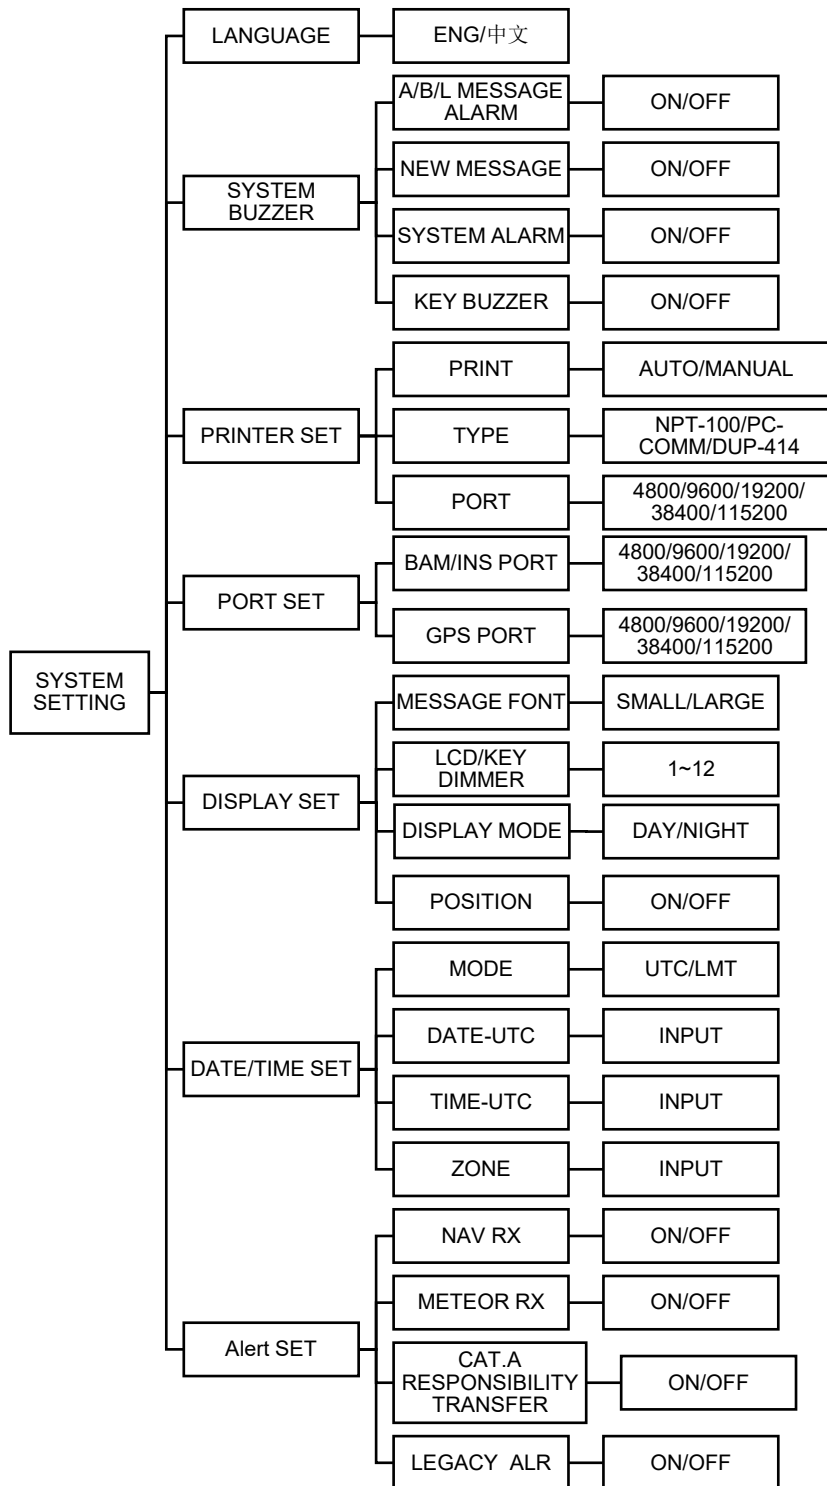 LANGUAGE
ENG/中文
SYSTEM
BUZZER
A/B/L MESSAGE
ALARM
ON/OFF
NEW MESSAGE
ON/OFF
SYSTEM ALARM
ON/OFF
KEY BUZZER
ON/OFF
PRINTER SET
PRINT
AUTO/MANUAL
TYPE
NPT-100/PC-
COMM/DUP-414
PORT
4800/9600/19200/
38400/115200
PORT SET
BAM/INS PORT
4800/9600/19200/
38400/115200
GPS PORT
4800/9600/19200/
38400/115200
SYSTEM
SETTING
DISPLAY SET
MESSAGE FONT
SMALL/LARGE
LCD/KEY
DIMMER
1~12
DISPLAY MODE
DAY/NIGHT
POSITION
ON/OFF
DATE/TIME SET
MODE
UTC/LMT
DATE-UTC
INPUT
TIME-UTC
INPUT
ZONE
INPUT
Alert SET
NAV RX
ON/OFF
METEOR RX
ON/OFF
CAT.A
RESPONSIBILITY
TRANSFER
ON/OFF
LEGACY  ALR
ON/OFF